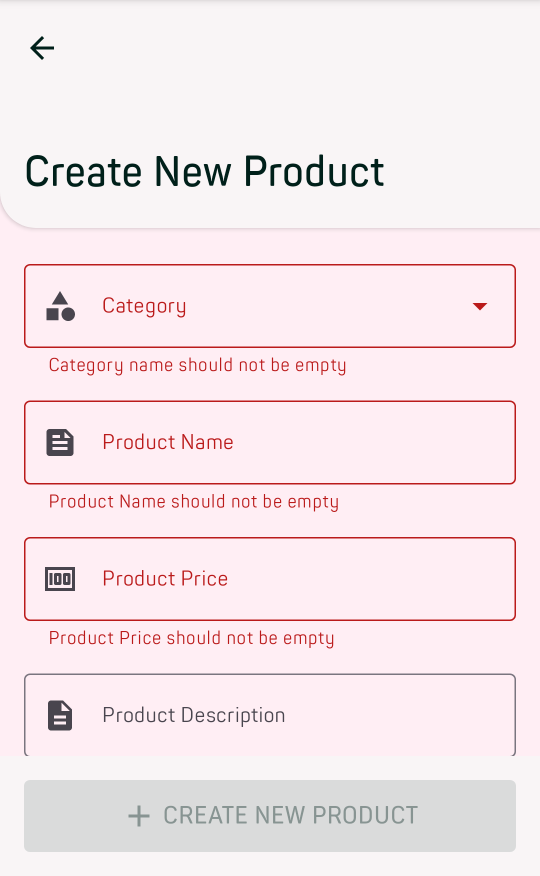 Create New Product
Category
Category name should not be empty
Product Name
Product Name should not be empty
100
Product Price
Product Price should not be empty
Product Description
CREATE NEW PRODUCT